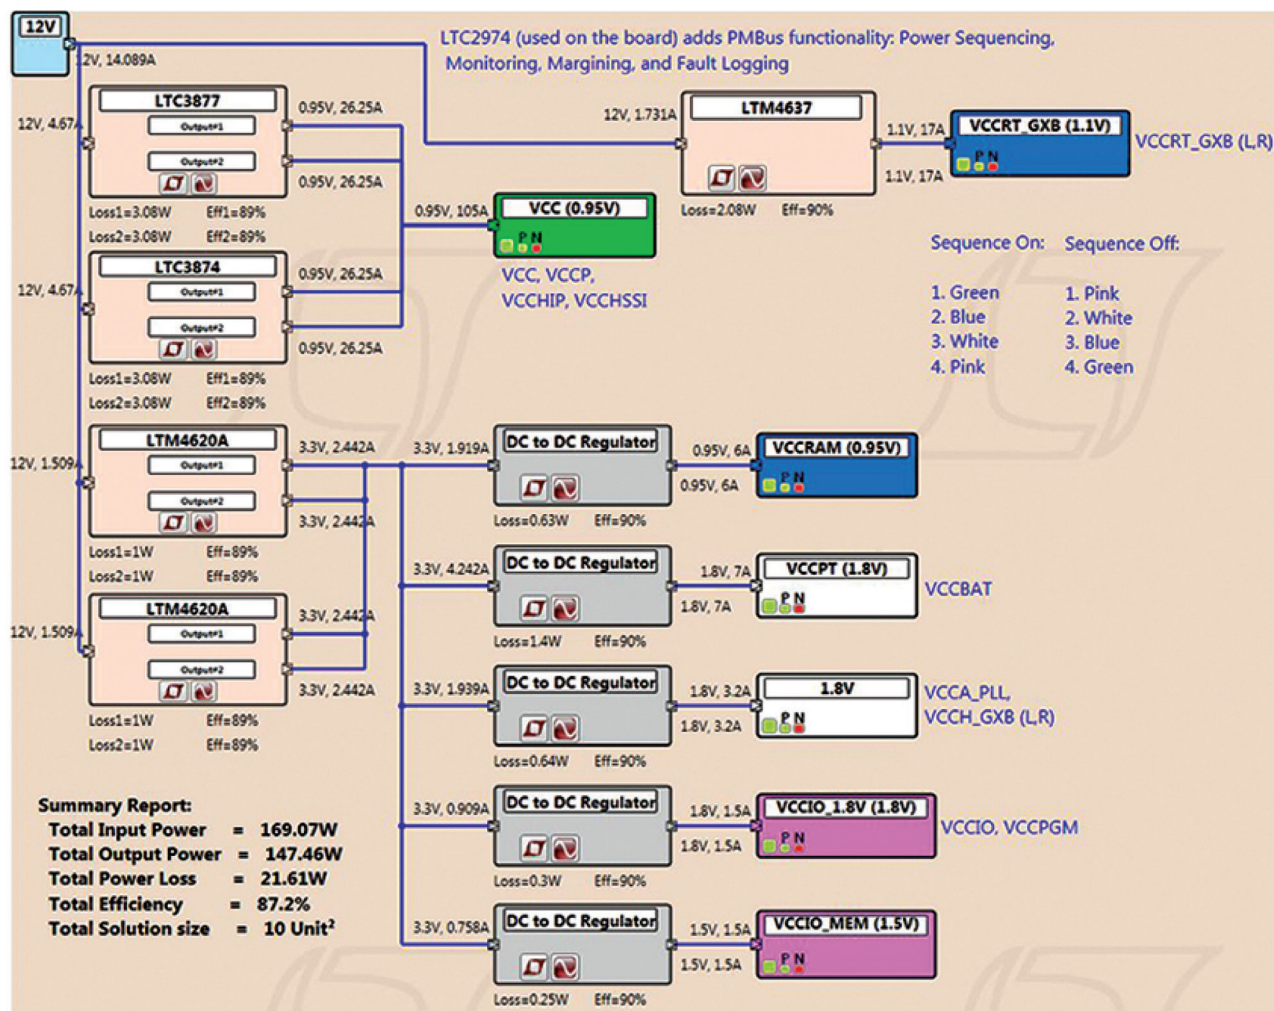 12V
12V, 14.089A
LTC2974 (used on the board) adds PMBus functionality: Power Sequencing,
Monitoring, Margining, and Fault Logging
12V, 4.67A
LTC3877
Output#1
Output#2
0.95V, 26.25A
0.95V, 26.25A
Loss1=3.08W Eff1=89%
Loss2=3.08W Eff2=89%
12V, 1.731A
LTM4637
Loss=2.08W Eff=90%
1.1V, 17A
1.1V, 17A
VCCRT_GXB (1.1V)
P N
VCCRT_GXB (L,R)
0.95V, 105A
VCC (0.95V)
P N
VCC, VCCP,
VCCHIP, VCCHSSI
Sequence On: Sequence Off:
1. Green 1. Pink
2. Blue 2. White
3. White 3. Blue
4. Pink 4. Green
12V, 4.67A
LTC3874
Output#1
Output#2
0.95V, 26.25A
0.95V, 26.25A
Loss1=3.08W Eff1=89%
Loss2=3.08W Eff2=89%
12V, 1.509A
LTM4620A
Output#1
Output#2
3.3V, 2.442A
3.3V, 2.442A
Loss1=1W Eff=89%
Loss2=1W Eff=89%
3.3V, 1.919A
DC to DC Regulator
Loss=0.63W Eff=90%
0.95V, 6A
0.95V, 6A
VCCRAM (0.95V)
P N
3.3V, 4.242A
DC to DC Regulator
Loss=1.4W Eff=90%
1.8V, 7A
1.8V, 7A
VCCPT (1.8V)
P N
VCCBAT
12V, 1.509A
LTM4620A
Output#1
Output#2
3.3V, 2.442A
3.3V, 2.442A
Loss1=1W Eff=89%
Loss2=1W Eff=89%
3.3V, 1.939A
DC to DC Regulator
Loss=0.64W Eff=90%
1.8V, 3.2A
1.8V, 3.2A
1.8V
P N
VCCA_PLL,
VCCH_GXB (L,R)
3.3V, 0.909A
DC to DC Regulator
Loss=0.3W Eff=90%
1.8V, 1.5A
1.8V, 1.5A
VCCIO_1.8V (1.8V)
P N
VCCIO, VCCPGM
3.3V, 0.758A
DC to DC Regulator
Loss=0.25W Eff=90%
1.5V, 1.5A
1.5V, 1.5A
VCCIO_MEM (1.5V)
P N
Summary Report:
Total Input Power = 169.07W
Total Output Power = 147.46W
Total Power Loss = 21.61W
Total Efficiency = 87.2%
Total Solution size = 10 Unit²